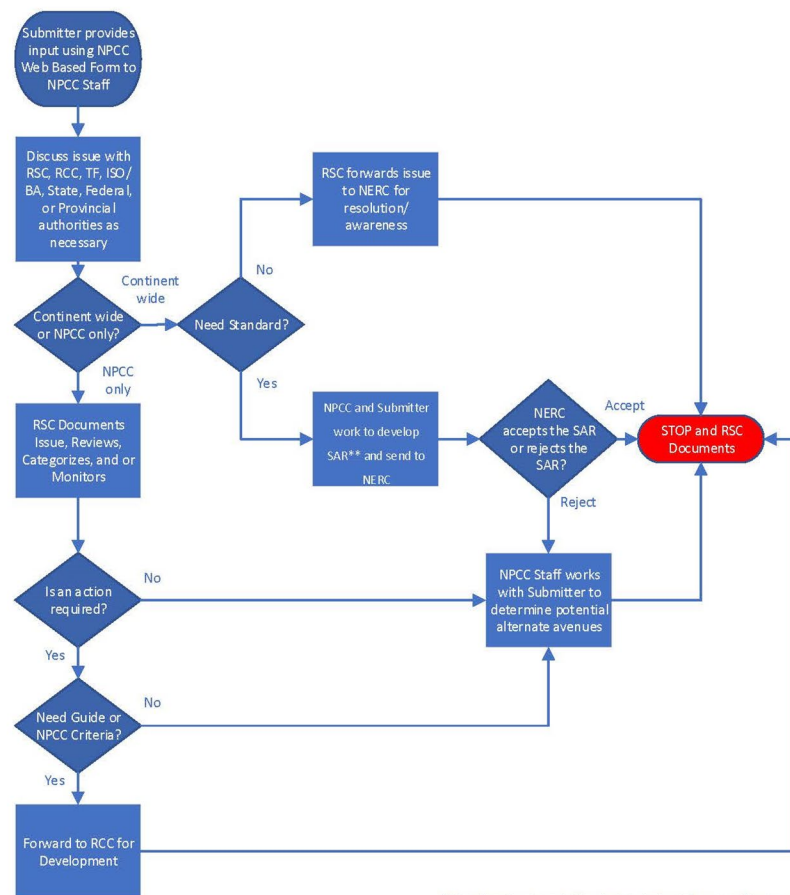 Submitter provides
input using NPCC
Web Based Form to
NPCC Staff
Discuss issue with
RSC, RCC, TF, ISO/
BA, State, Federal,
or Provincial
authorities as
necessary
RSC forwards issue
to NERC for
resolution/
awareness
No
Continent
wide
Continent wide
or NPCC only?
Need Standard?
NPCC
only
Yes
RSC Documents
Issue, Reviews,
Categorizes, and or
Monitors
NPCC and Submitter
work to develop
SAR** and send to
NERC
NERC
accepts the SAR
or rejects the
SAR?
Accept
STOP and RSC
Documents
Reject
Is an action
required?
No
NPCC Staff works
with Submitter to
determine potential
alternate avenues
Yes
Need Guide or
NPCC Criteria?
No
Yes
Forward to RCC for
Development